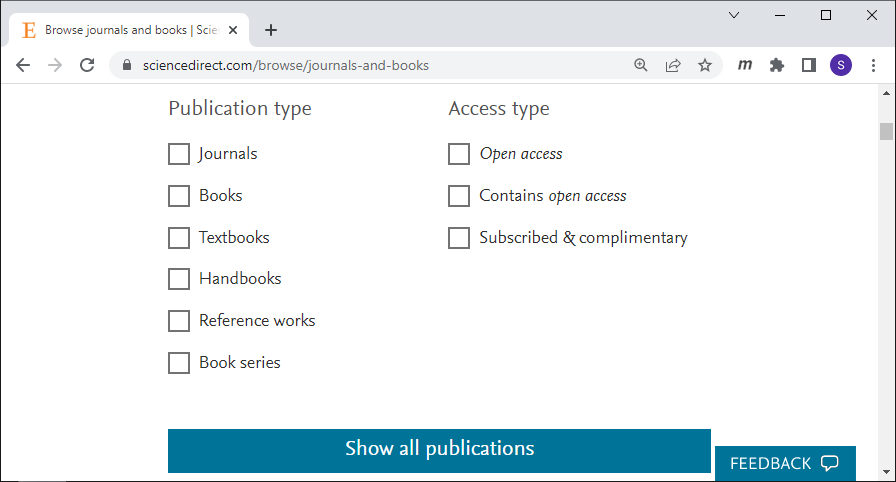 Browse journals and books | Scie
sciencedirect.com/browse/journals-and-books
m
S
Publication type
Journals
Books
Textbooks
Handbooks
Reference works
Book series
Access type
Open access
Contains open access
Subscribed & complimentary
Show all publications
FEEDBACK